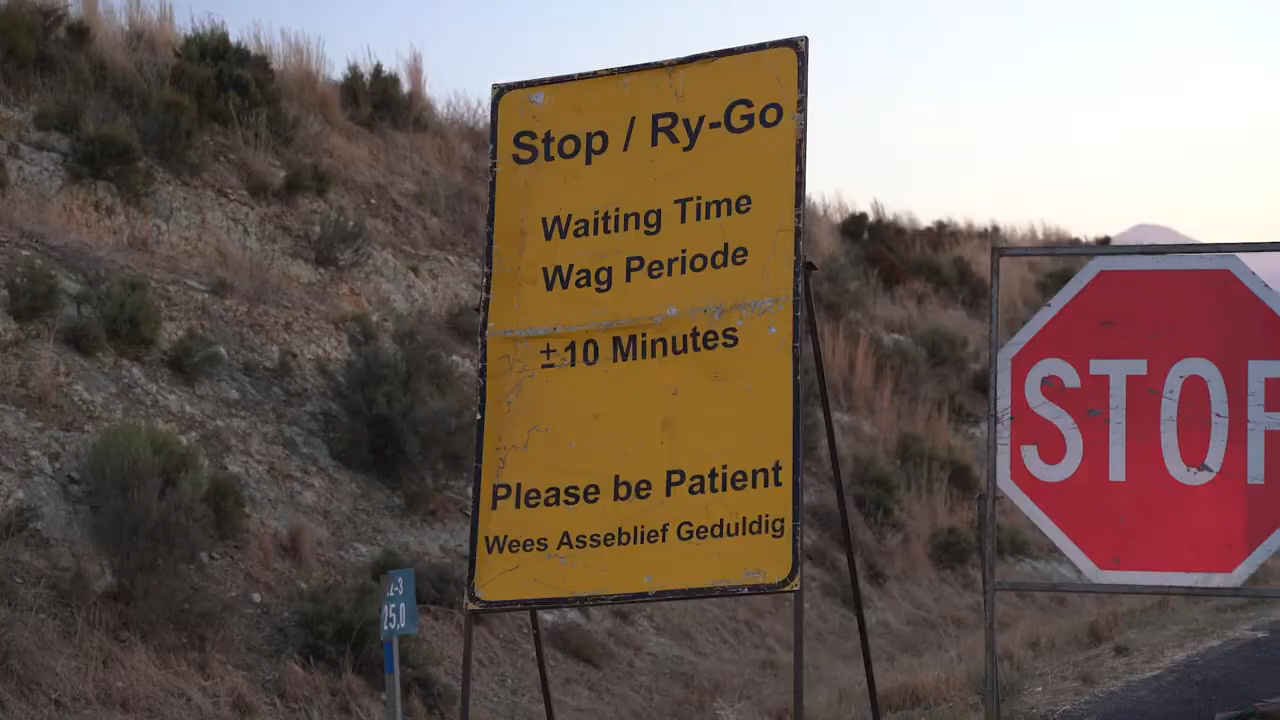 Stop / Ry-Go
Waiting Time
Wag Periode
±10 Minutes
Please be Patient
Wees Asseblief Geduldig
STOP
25.0